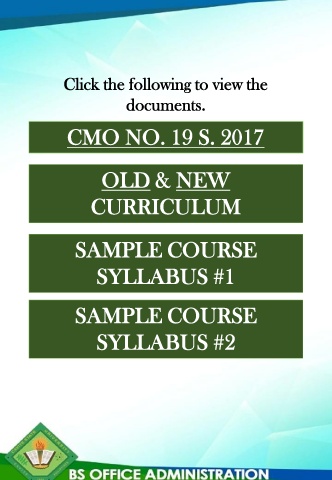 Click the following to view the
documents.
CMO NO. 19 S. 2017
OLD & NEW
CURRICULUM
SAMPLE COURSE
SYLLABUS #1
SAMPLE COURSE
SYLLABUS #2
BS OFFICE ADMINISTRATION